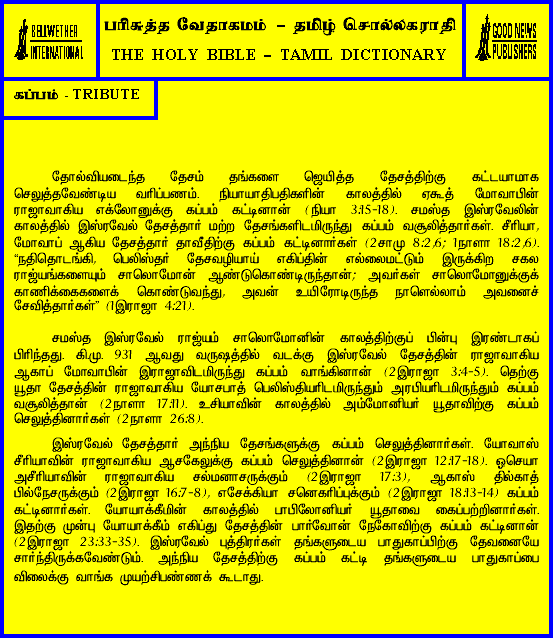 BELLWETHER
INTERNATIONAL
பரிசுத்த வேதாகமம் – தமிழ் சொல்லகராதி
THE HOLY BIBLE – TAMIL DICTIONARY
GOOD NEWS
PUBLISHERS
கப்பம் - TRIBUTE
தோல்வியடைந்த தேசம் தங்களை ஜெயித்த தேசத்திற்கு கட்டயாமாக
செலுத்தவேண்டிய வரிப்பணம். நியாயாதிபதிகளின் காலத்தில் ஏகூத் மோவாபின்
ராஜாவாகிய எக்லோனுக்கு கப்பம் கட்டினான் (நியா 3:15-18). சமஸ்த இஸ்ரவேலின்
காலத்தில் இஸ்ரவேல் தேசத்தார் மற்ற தேசங்களிடமிருந்து கப்பம் வசூலித்தார்கள். சீரியா,
மோவாப் ஆகிய தேசத்தார் தாவீதிற்கு கப்பம் கட்டினார்கள் (2சாமு 8:2,6; 1நாளா 18:2,6).
“நதிதொடங்கி, பெலிஸ்தர் தேசவழியாய் எகிப்தின் எல்லைமட்டும் இருக்கிற சகல
ராஜ்யங்களையும் சாலொமோன் ஆண்டுகொண்டிருந்தான்; அவர்கள் சாலொமோனுக்குக்
காணிக்கைகளைக் கொண்டுவந்து, அவன் உயிரோடிருந்த நாளெல்லாம் அவனைச்
சேவித்தார்கள்” (1இராஜா 4:21).
சமஸ்த இஸ்ரவேல் ராஜ்யம் சாலொமோனின் காலத்திற்குப் பின்பு இரண்டாகப்
பிரிந்தது. கி.மு. 931 ஆவது வருஷத்தில் வடக்கு இஸ்ரவேல் தேசத்தின் ராஜாவாகிய
ஆகாப் மோவாபின் இராஜாவிடமிருந்து கப்பம் வாங்கினான் (2இராஜா 3:4-5). தெற்கு
யூதா தேசத்தின் ராஜாவாகிய யோசபாத் பெலிஸ்தியரிடமிருந்தும் அரபியரிடமிருந்தும் கப்பம்
வசூலித்தான் (2நாளா 17:11). உசியாவின் காலத்தில் அம்மோனியர் யூதாவிற்கு கப்பம்
செலுத்தினார்கள் (2நாளா 26:8).
இஸ்ரவேல் தேசத்தார் அந்நிய தேசங்களுக்கு கப்பம் செலுத்தினார்கள். யோவாஸ்
சீரியாவின் ராஜாவாகிய ஆசகேலுக்கு கப்பம் செலுத்தினான் (2இராஜா 12:17-18). ஓசெயா
அசீரியாவின் ராஜாவாகிய சல்மனாசருக்கும் (2இராஜா 17:3), ஆகாஸ் தில்காத்
பில்நேசருக்கும் (2இராஜா 16:7-8), எசேக்கியா சனெகரிப்புக்கும் (2இராஜா 18:13-14) கப்பம்
கட்டினார்கள். யோயாக்கீமின் காலத்தில் பாபிலோனியர் யூதாவை கைப்பற்றினார்கள்.
இதற்கு முன்பு யோயாக்கீம் எகிப்து தேசத்தின் பார்வோன் நேகோவிற்கு கப்பம் கட்டினான்
(2இராஜா 23:33-35). இஸ்ரவேல் புத்திரர்கள் தங்களுடைய பாதுகாப்பிற்கு தேவனையே
சார்ந்திருக்கவேண்டும். அந்நிய தேசத்திற்கு கப்பம் கட்டி தங்களுடைய பாதுகாப்பை
விலைக்கு வாங்க முயற்சிபண்ணக் கூடாது.